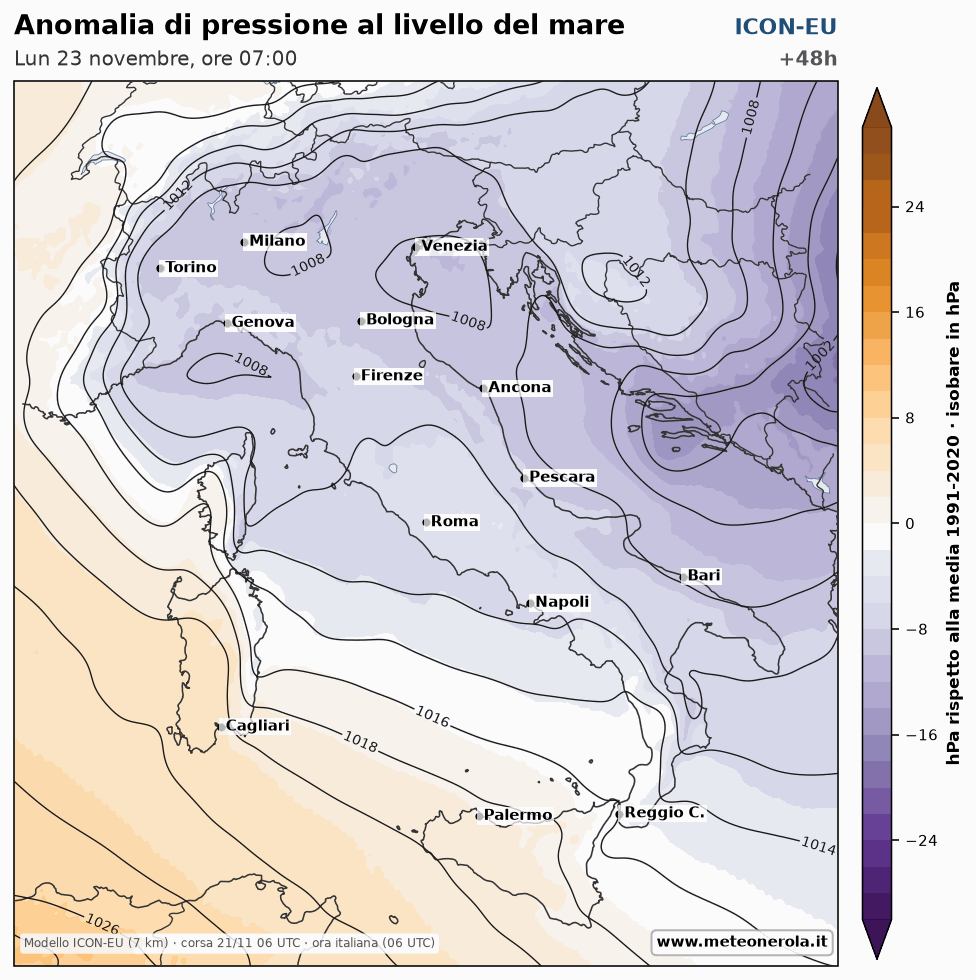 Anomalia di pressione al livello del mare
ICON-EU
Lun 23 novembre, ore 07:00
+48h
1008
1012
Milano
Venezia
1008
Torino
1012
Genova
Bologna
1008
1002
1008
Firenze
Ancona
Pescara
Roma
Bari
Napoli
1016
Cagliari
1018
Palermo
Reggio C.
1014
1026
Modello ICON-EU (7 km) · corsa 21/11 06 UTC · ora italiana (06 UTC)
www.meteonerola.it
24
16
8
0
−8
−16
−24
hPa rispetto alla media 1991-2020 · isobare in hPa